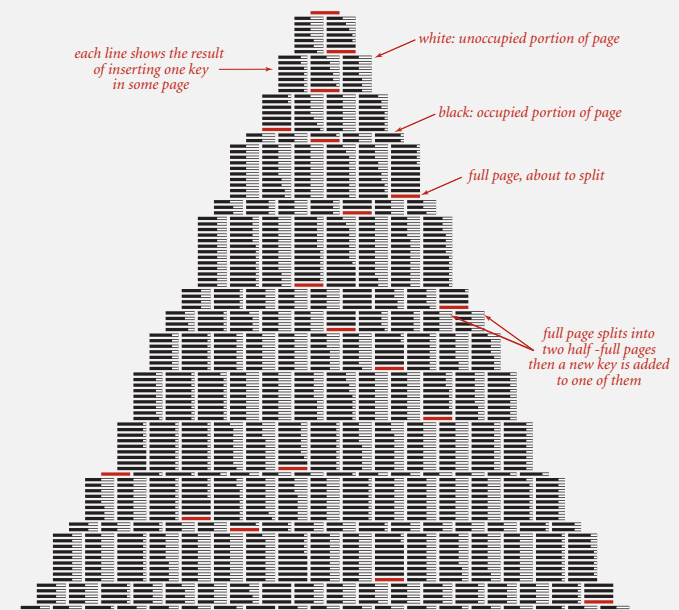 white: unoccupied portion of page
each line shows the result
of inserting one key
in some page
black: occupied portion of page
full page, about to split
full page splits into
two half -full pages
then a new key is added
to one of them